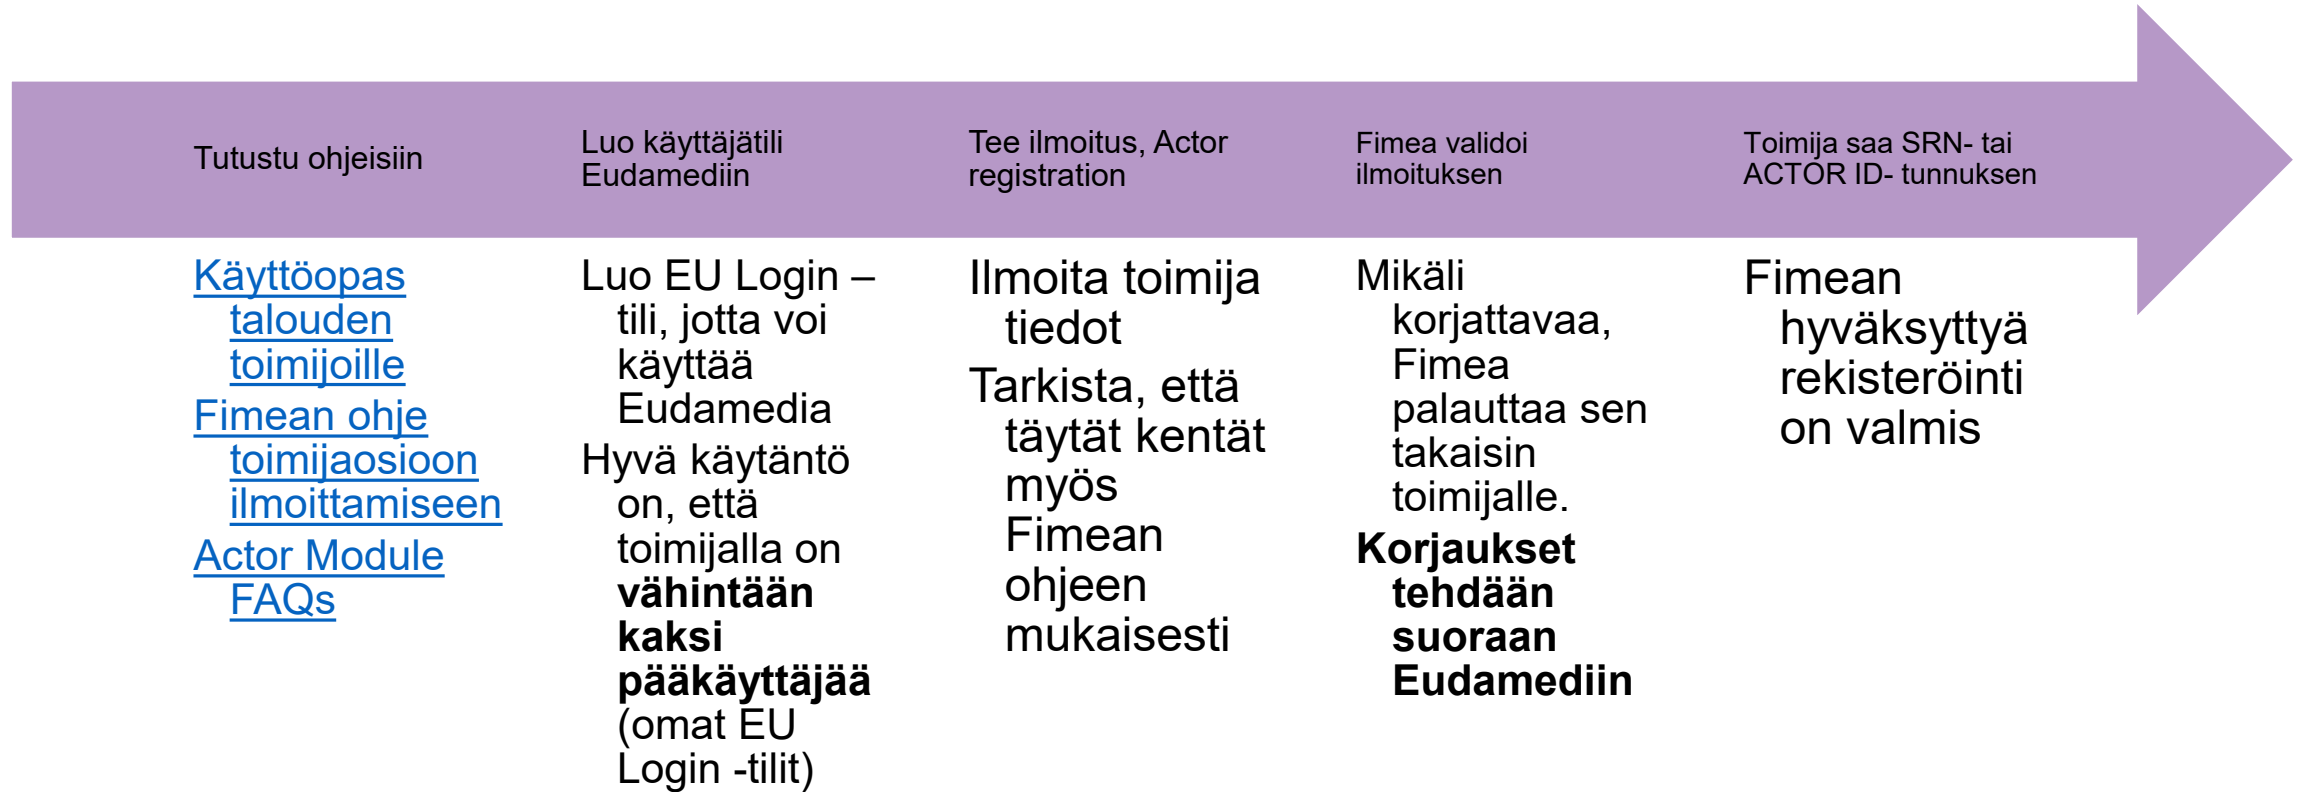 Tutustu ohjeisiin
Luo käyttäjätili
Eudamediin
Tee ilmoitus, Actor
registration
Fimea validoi
ilmoituksen
Toimija saa SRN- tai
ACTOR ID- tunnuksen
Käyttöopas
talouden
toimijoille
Fimean ohje
toimijaosioon
ilmoittamiseen
Actor Module
FAQs
Luo EU Login –
tili, jotta voi
käyttää
Eudamedia
Hyvä käytäntö
on, että
toimijalla on
vähintään
kaksi
pääkäyttäjää
(omat EU
Login -tilit)
Ilmoita toimija
tiedot
Tarkista, että
täytät kentät
myös
Fimean
ohjeen
mukaisesti
Mikäli
korjattavaa,
Fimea
palauttaa sen
takaisin
toimijalle.
Korjaukset
tehdään
suoraan
Eudamediin
Fimean
hyväksyttyä
rekisteröinti
on valmis